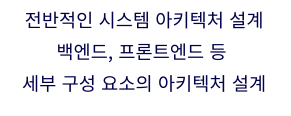 전반적인 시스템 아키텍처 설계
백엔드, 프론트엔드 등
세부 구성 요소의 아키텍처 설계